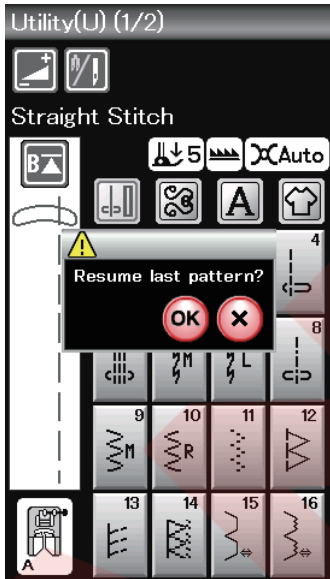 Utility(U) (1/2)
Straight Stitch
B 5 Auto
A
4
Resume last pattern?
OK ×
8
M L
9 10 11 12
M R
13 14 15 16
A